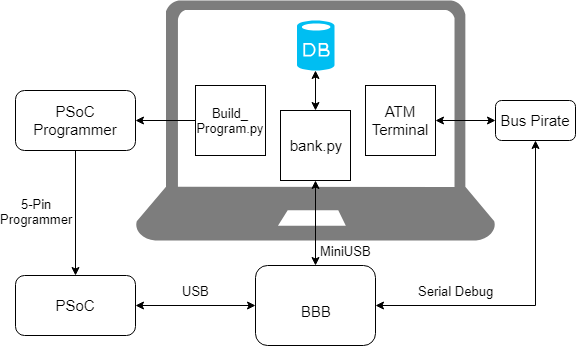 DB
PSoC
Programmer
Build_
Program.py
bank.py
ATM
Terminal
Bus Pirate
5-Pin
Programmer
MiniUSB
PSoC
USB
BBB
Serial Debug